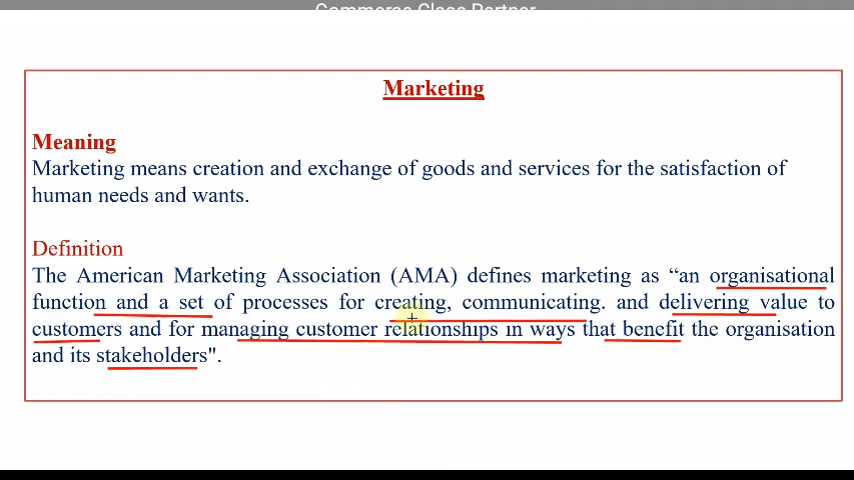 Commerce Class Partner
Marketing
Meaning
Marketing means creation and exchange of goods and services for the satisfaction of
human needs and wants.
Definition
The American Marketing Association (AMA) defines marketing as “an organisational
function and a set of processes for creating, communicating. and delivering value to
customers and for managing customer relationships in ways that benefit the organisation
and its stakeholders".